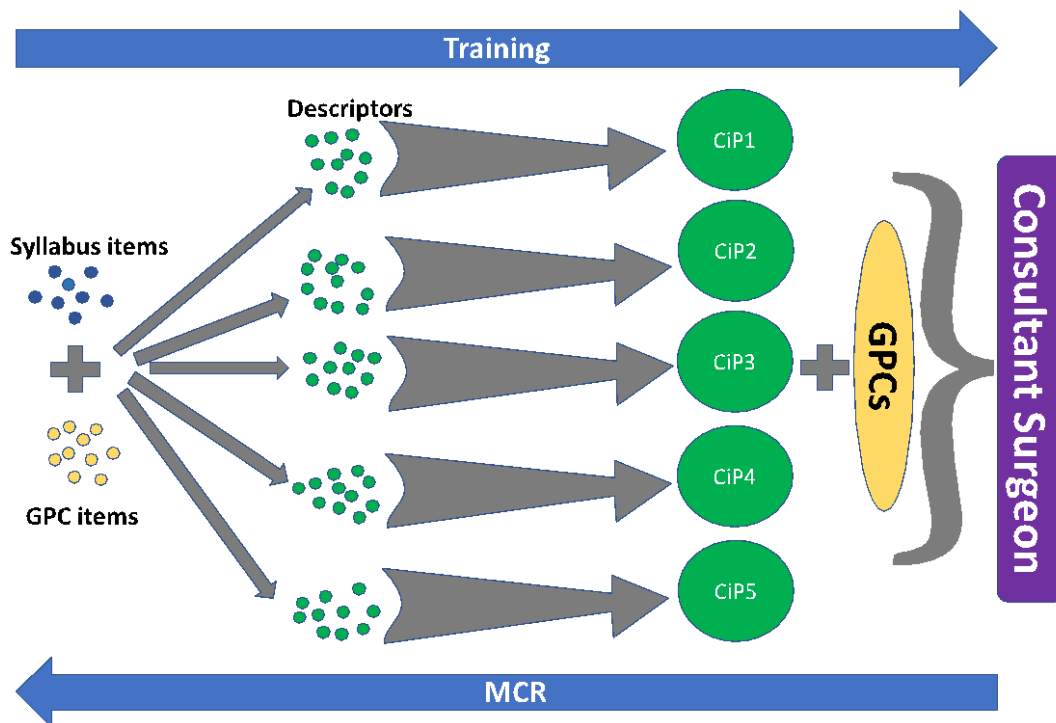 Training
Descriptors
CiP1
Syllabus items
CiP2
CiP3
GPCs
Consultant Surgeon
CiP4
GPC items
CiP5
MCR